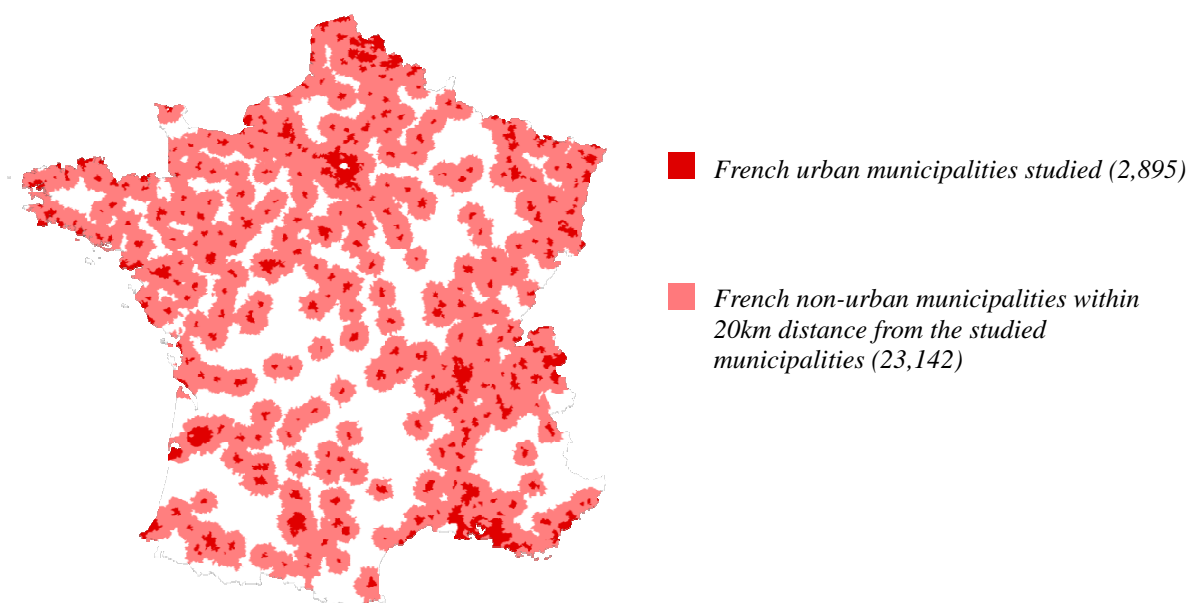 French urban municipalities studied (2,895)
French non-urban municipalities within
20km distance from the studied
municipalities (23,142)